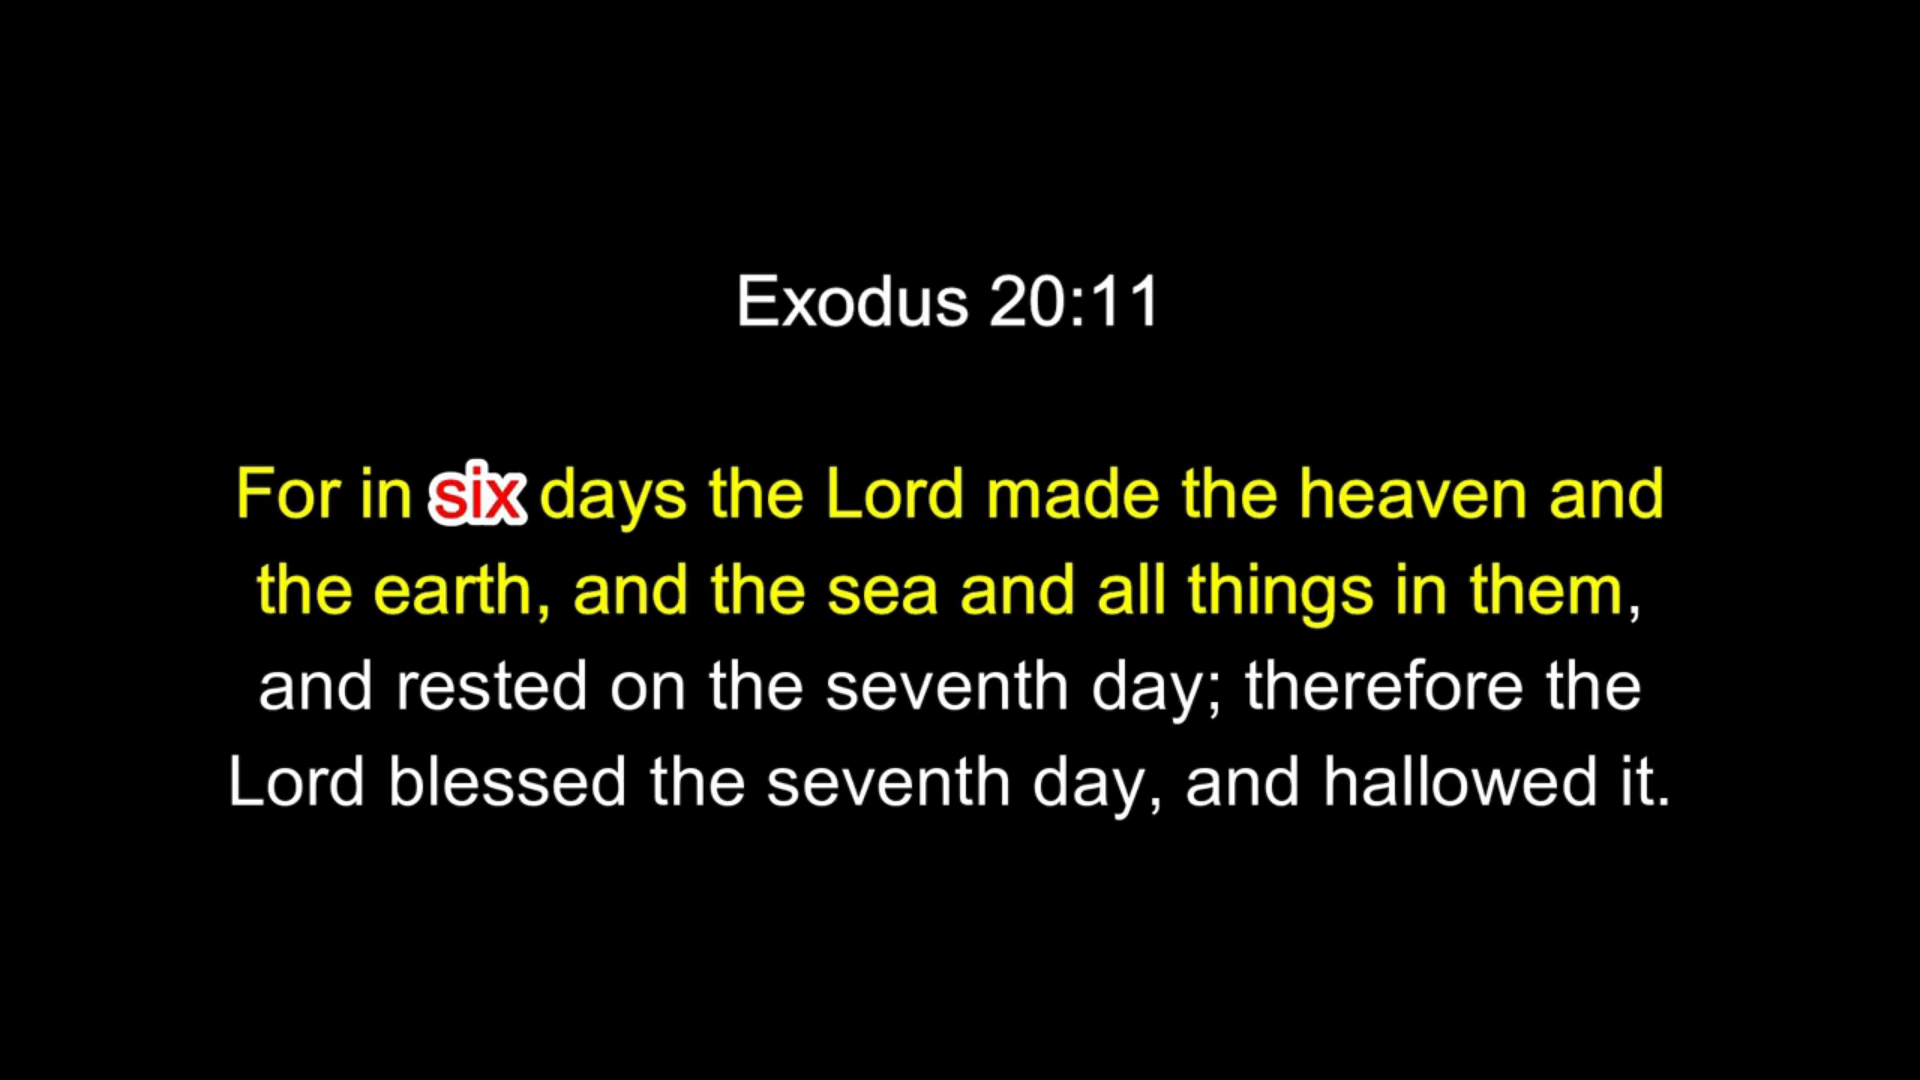 Exodus 20:11
For in six days the Lord made the heaven and
the earth, and the sea and all things in them,
and rested on the seventh day; therefore the
Lord blessed the seventh day, and hallowed it.